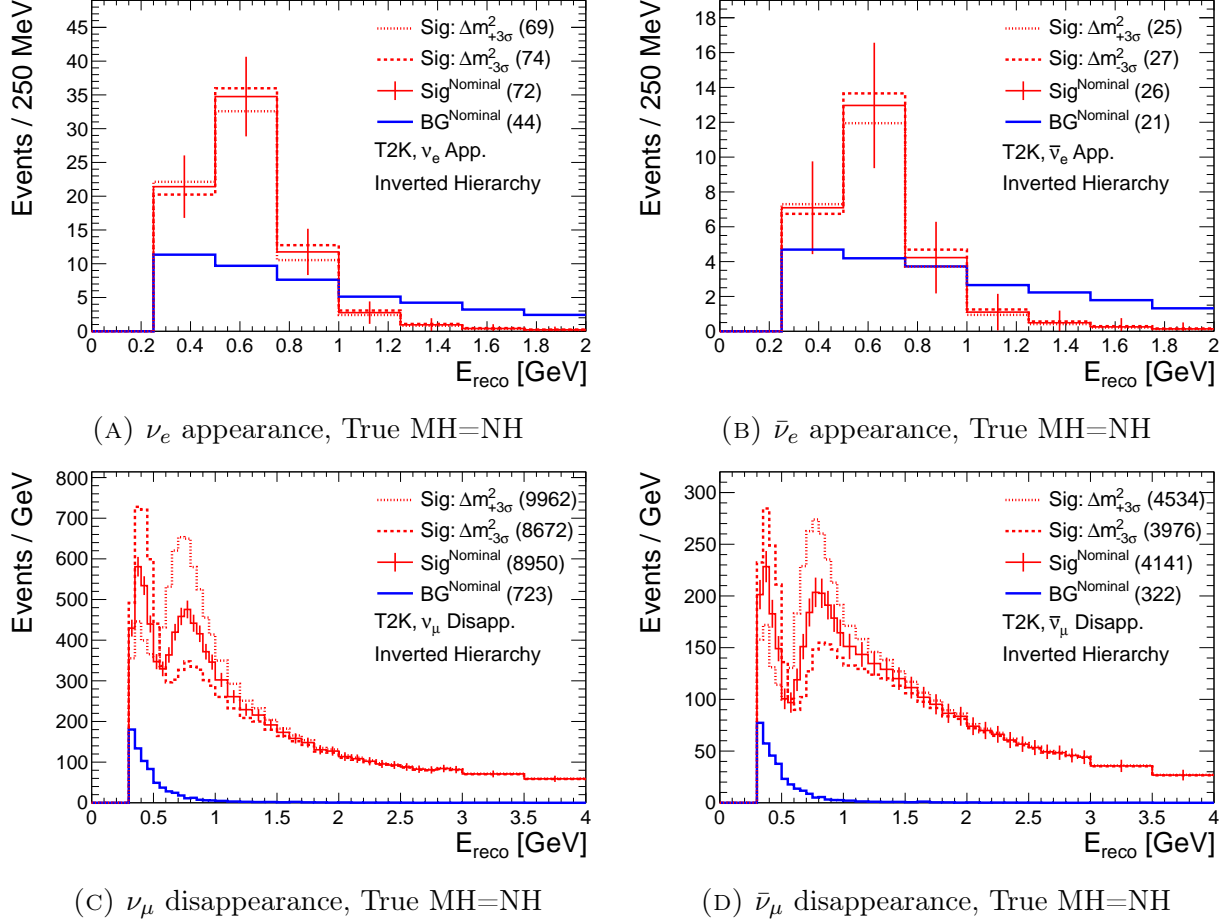 Events / 250 MeV
45
40
35
30
25
20
15
10
5
0
Sig: Δm²₊₃σ (69)
Sig: Δm²₋₃σ (74)
Sig^Nominal (72)
BG^Nominal (44)
T2K, νₑ App.
Inverted Hierarchy
0 0.2 0.4 0.6 0.8 1 1.2 1.4 1.6 1.8 2
E_reco [GeV]
(A) νₑ appearance, True MH=NH
Events / 250 MeV
18
16
14
12
10
8
6
4
2
0
Sig: Δm²₊₃σ (25)
Sig: Δm²₋₃σ (27)
Sig^Nominal (26)
BG^Nominal (21)
T2K, ν̄ₑ App.
Inverted Hierarchy
0 0.2 0.4 0.6 0.8 1 1.2 1.4 1.6 1.8 2
E_reco [GeV]
(B) ν̄ₑ appearance, True MH=NH
Events / GeV
800
700
600
500
400
300
200
100
0
Sig: Δm²₊₃σ (9962)
Sig: Δm²₋₃σ (8672)
Sig^Nominal (8950)
BG^Nominal (723)
T2K, ν_μ Disapp.
Inverted Hierarchy
0 0.5 1 1.5 2 2.5 3 3.5 4
E_reco [GeV]
(C) ν_μ disappearance, True MH=NH
Events / GeV
300
250
200
150
100
50
0
Sig: Δm²₊₃σ (4534)
Sig: Δm²₋₃σ (3976)
Sig^Nominal (4141)
BG^Nominal (322)
T2K, ν̄_μ Disapp.
Inverted Hierarchy
0 0.5 1 1.5 2 2.5 3 3.5 4
E_reco [GeV]
(D) ν̄_μ disappearance, True MH=NH